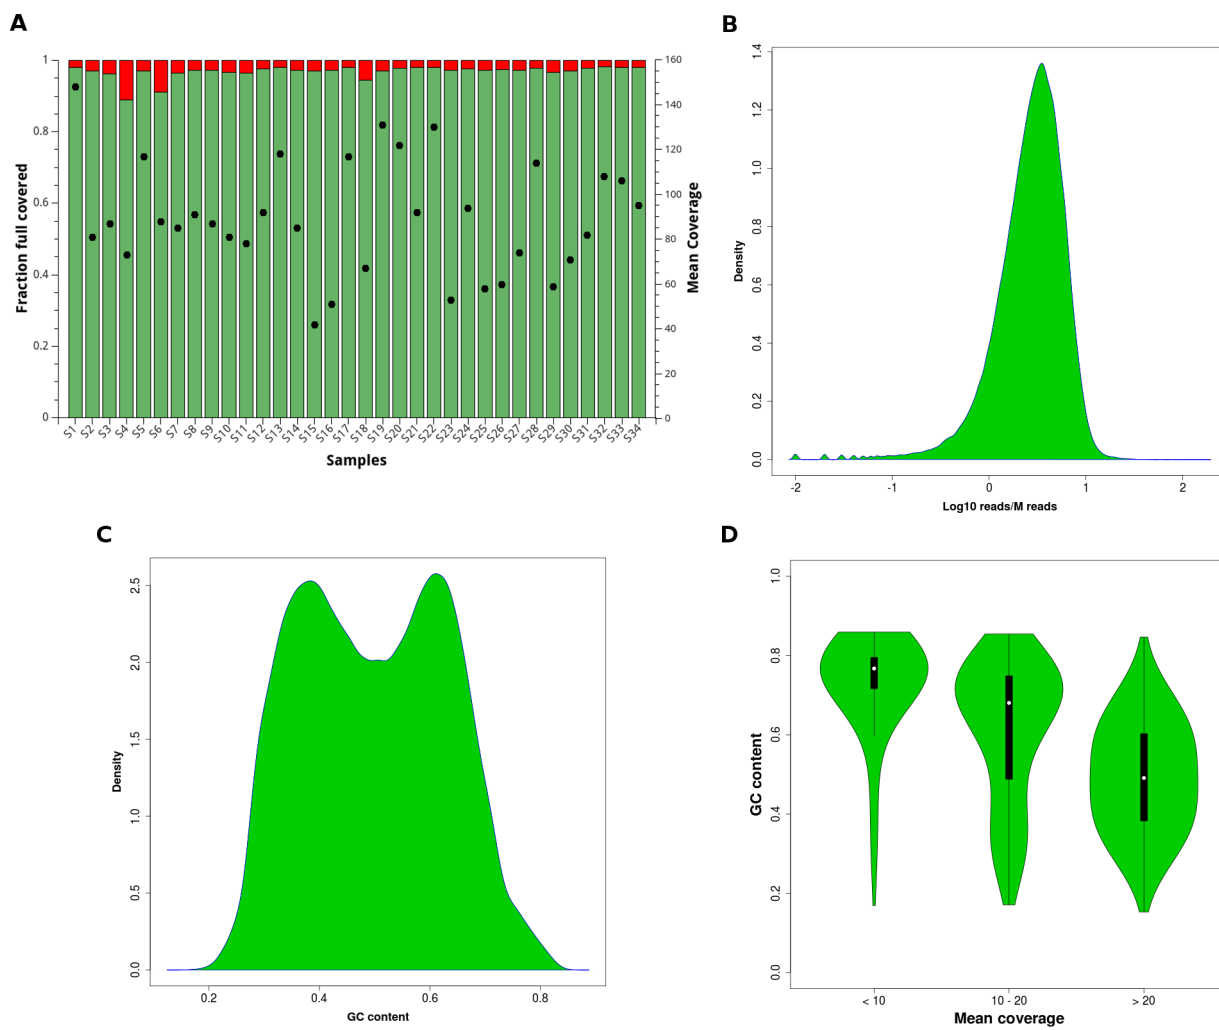 A
Fraction full covered
1
0.8
0.6
0.4
0.2
0
160
140
120
100
80
60
40
20
0
Mean Coverage
S1 S2 S3 S4 S5 S6 S7 S8 S9 S10 S11 S12 S13 S14 S15 S16 S17 S18 S19 S20 S21 S22 S23 S24 S25 S26 S27 S28 S29 S30 S31 S32 S33 S34
Samples
B
Density
1.4
1.2
1.0
0.8
0.6
0.4
0.2
0.0
-2 -1 0 1 2
Log10 reads/M reads
C
Density
2.5
2.0
1.5
1.0
0.5
0.0
0.2 0.4 0.6 0.8
GC content
D
GC content
1.0
0.8
0.6
0.4
0.2
0.0
< 10 10 - 20 > 20
Mean coverage